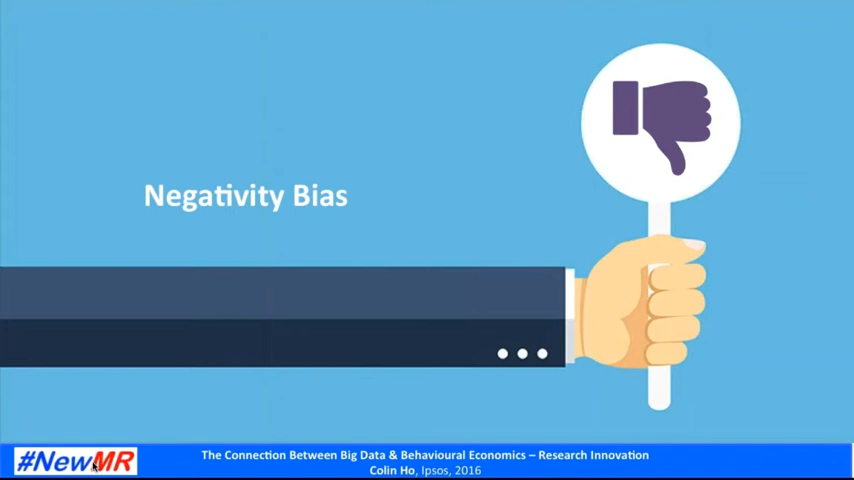 Negativity Bias
#NewMR
The Connection Between Big Data & Behavioural Economics – Research Innovation
Colin Ho, Ipsos, 2016